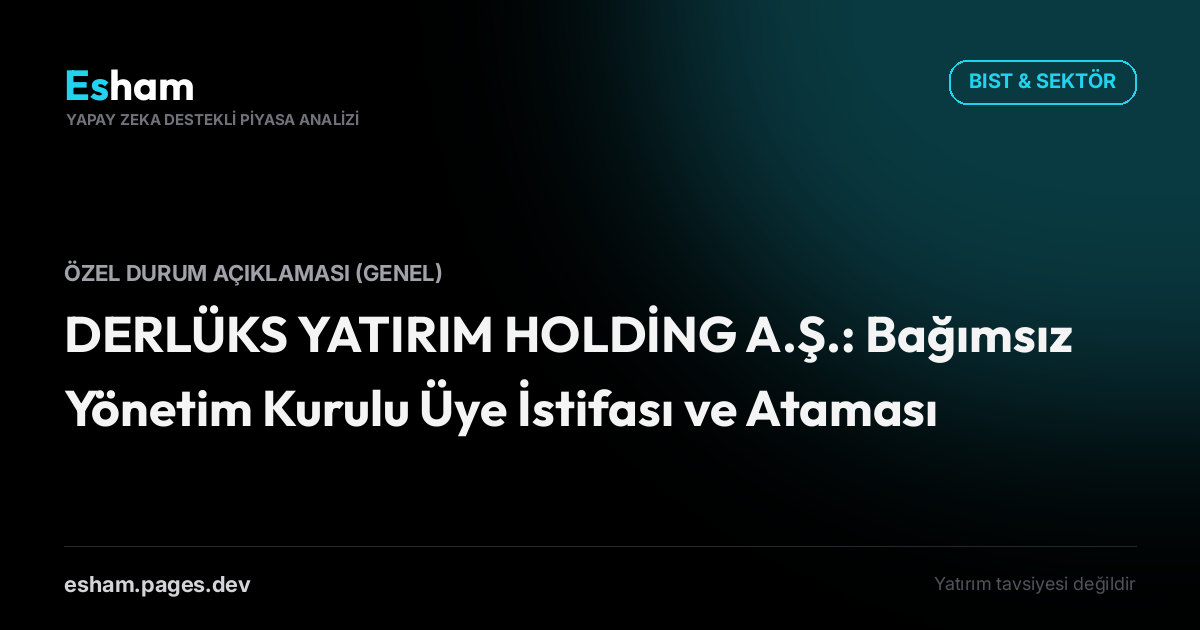 Esham
BIST & SEKTÖR
YAPAY ZEKA DESTEKLİ PİYASA ANALİZİ
ÖZEL DURUM AÇIKLAMASI (GENEL)
DERLÜKS YATIRIM HOLDİNG A.Ş.: Bağımsız
Yönetim Kurulu Üye İstifası ve Ataması
esham.pages.dev
Yatırım tavsiyesi değildir